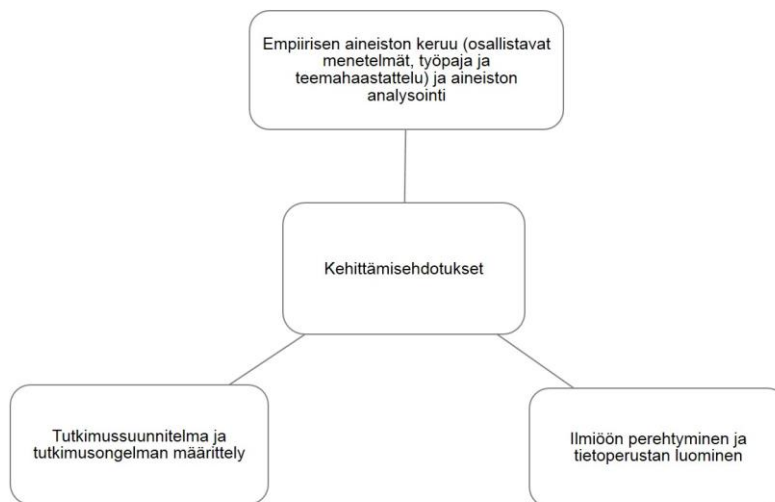 Empiirisen aineiston keruu (osallistavat
menetelmät, työpaja ja
teemahaastattelu) ja aineiston
analysointi
Kehittämisehdotukset
Tutkimussuunnitelma ja
tutkimusongelman määrittely
Ilmiöön perehtyminen ja
tietoperustan luominen